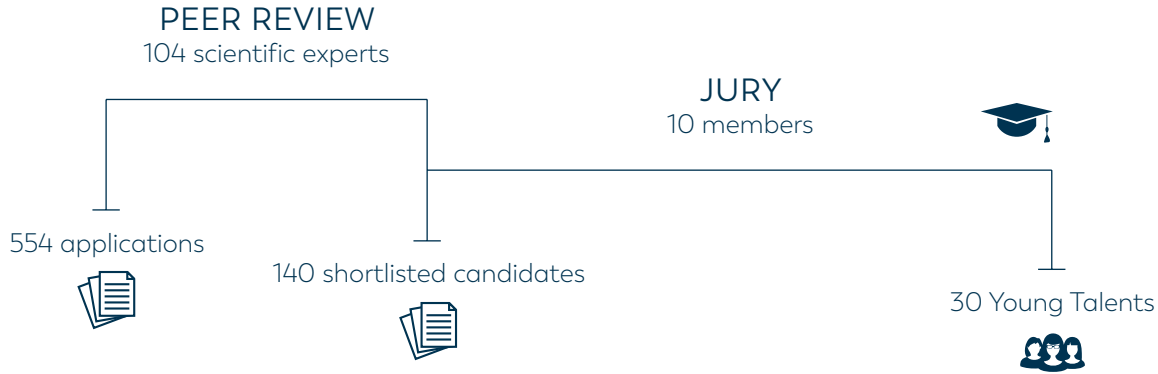 PEER REVIEW
104 scientific experts
JURY
10 members
554 applications
140 shortlisted candidates
30 Young Talents